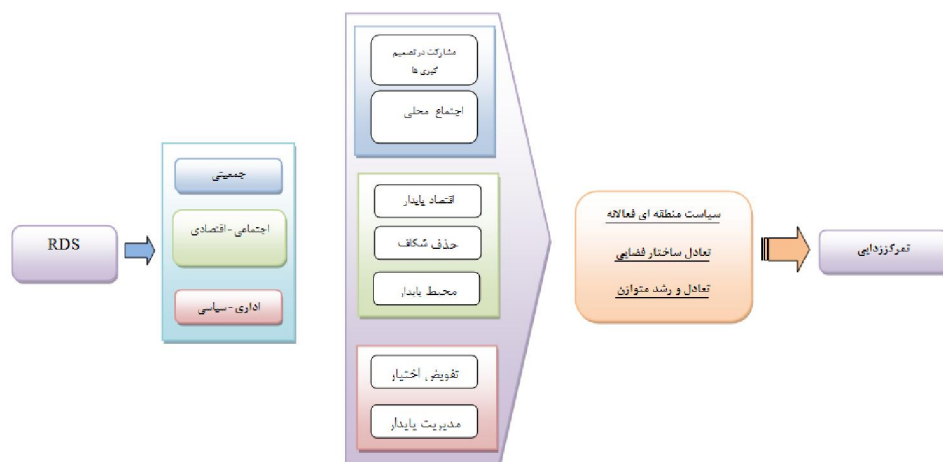 RDS
جمعیتی
اجتماعی-اقتصادی
اداری-سیاسی
مشارکت در تصمیم
گیری ها
اجتماع محلی
اقتصاد پایدار
حذف شکاف
محیط پایدار
تفویض اختیار
مدیریت پایدار
سیاست منطقه ای فعالانه
تعادل ساختار فضایی
تعادل و رشد متوازن
تمرکززدایی